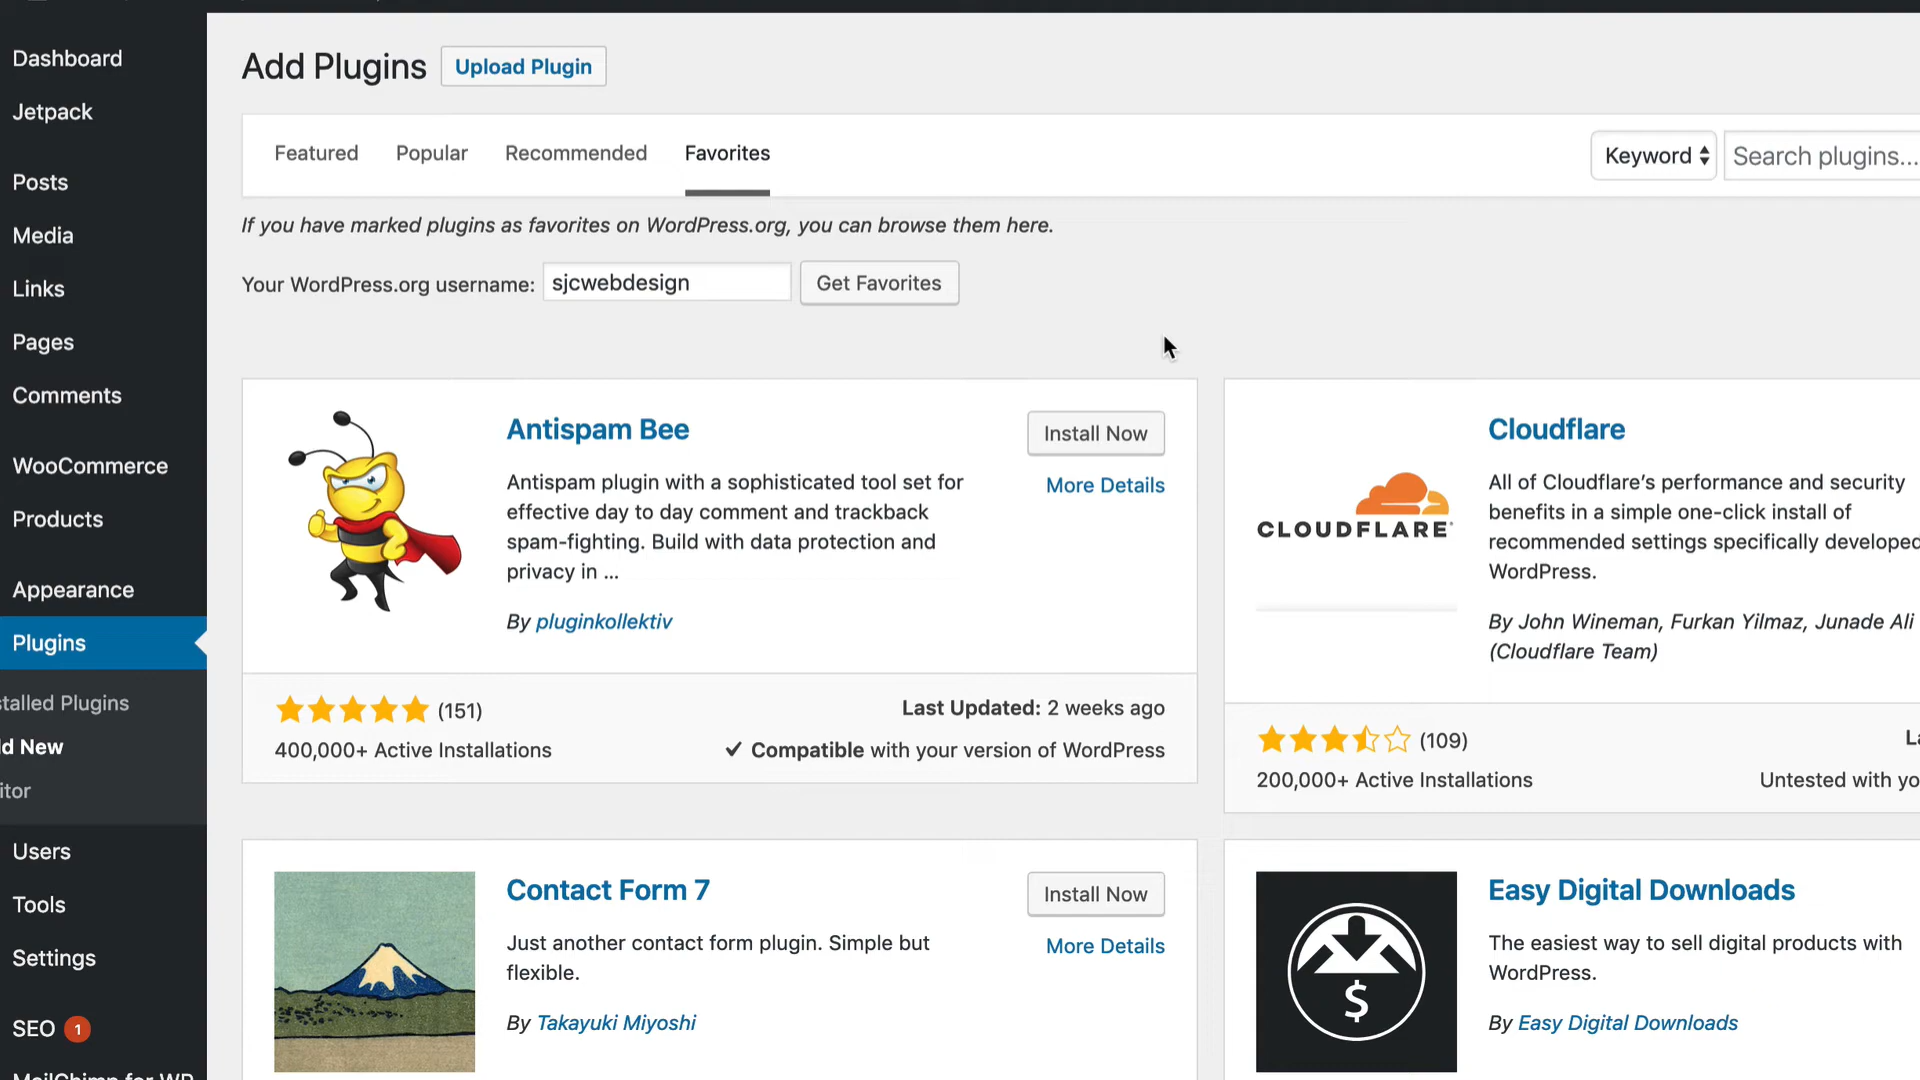 Dashboard
Jetpack
Posts
Media
Links
Pages
Comments
WooCommerce
Products
Appearance
Plugins
stalled Plugins
d New
itor
Users
Tools
Settings
SEO 1
MailChimp for WP
Add Plugins Upload Plugin
Featured Popular Recommended Favorites Keyword Search plugins...
If you have marked plugins as favorites on WordPress.org, you can browse them here.
Your WordPress.org username: sjcwebdesign Get Favorites
Antispam Bee
Install Now
More Details
Antispam plugin with a sophisticated tool set for
effective day to day comment and trackback
spam-fighting. Build with data protection and
privacy in ...
By pluginkollektiv
(151)
Last Updated: 2 weeks ago
400,000+ Active Installations
Compatible with your version of WordPress
CLOUDFLARE
Cloudflare
All of Cloudflare's performance and security
benefits in a simple one-click install of
recommended settings specifically developed
WordPress.
By John Wineman, Furkan Yilmaz, Junade Ali
(Cloudflare Team)
(109)
La
200,000+ Active Installations
Untested with yo
Contact Form 7
Install Now
More Details
Just another contact form plugin. Simple but
flexible.
By Takayuki Miyoshi
$
Easy Digital Downloads
The easiest way to sell digital products with
WordPress.
By Easy Digital Downloads